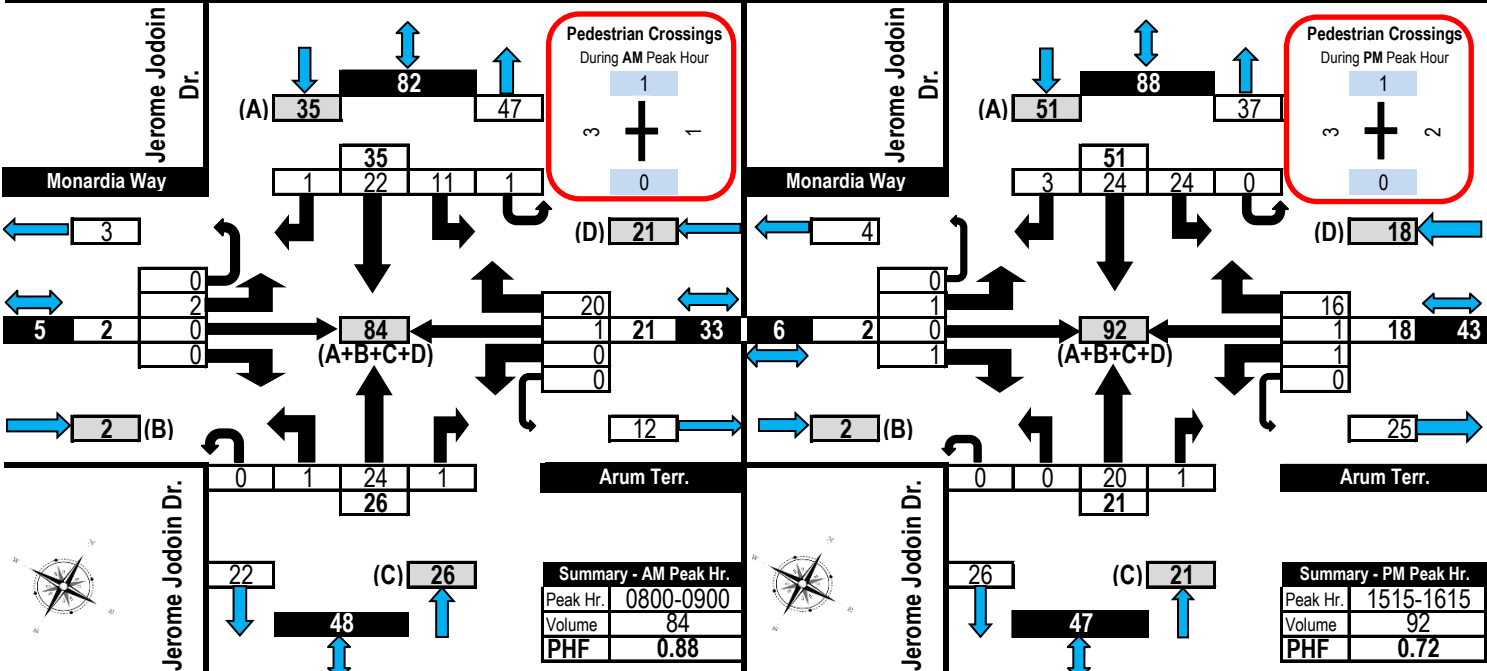 Jerome Jodoin
Dr.
82
(A) 35
47
Pedestrian Crossings
During AM Peak Hour
1
3
1
0
35
1 22 11 1
Monardia Way
3
(D) 21
0
2
0
0
5 2
84
(A+B+C+D)
20
1
0
0
21 33
2 (B)
12
0 1 24 1
26
Arum Terr.
Jerome Jodoin Dr.
22
(C) 26
48
Summary - AM Peak Hr.
Peak Hr. 0800-0900
Volume 84
PHF 0.88
Jerome Jodoin
Dr.
88
(A) 51
37
Pedestrian Crossings
During PM Peak Hour
1
3
2
0
51
3 24 24 0
Monardia Way
4
(D) 18
0
1
0
1
6 2
92
(A+B+C+D)
16
1
1
0
18 43
2 (B)
25
0 0 20 1
21
Arum Terr.
Jerome Jodoin Dr.
26
(C) 21
47
Summary - PM Peak Hr.
Peak Hr. 1515-1615
Volume 92
PHF 0.72